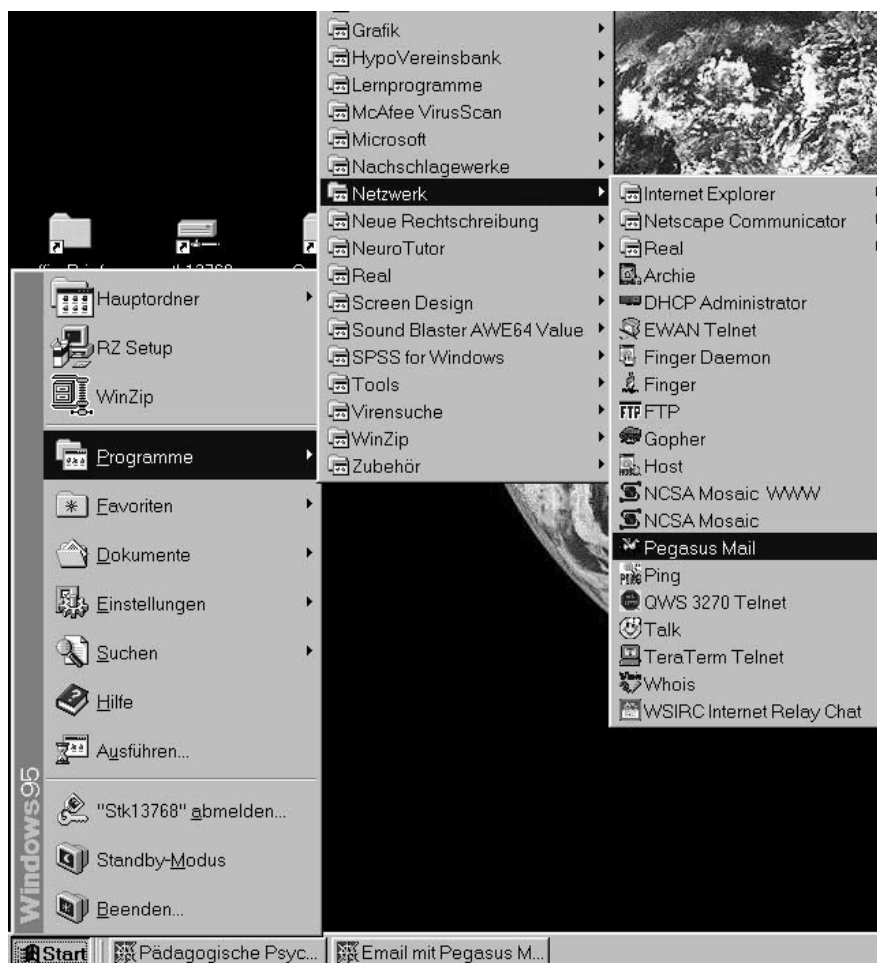 Grafik
HypoVereinsbank
Lernprogramme
McAfee VirusScan
Microsoft
Nachschlagewerke
Netzwerk
Neue Rechtschreibung
NeuroTutor
Real
Screen Design
Sound Blaster AWE64 Value
SPSS for Windows
Tools
Virensuche
WinZip
Zubehör
Internet Explorer
Netscape Communicator
Real
Archie
DHCP Administrator
EWAN Telnet
Finger Daemon
Finger
FTP FTP
Gopher
Host
NCSA Mosaic WWW
NCSA Mosaic
Pegasus Mail
PING Ping
QWS 3270 Telnet
Talk
TeraTerm Telnet
Whois
WSIRC Internet Relay Chat
Hauptordner
RZ Setup
WinZip
Programme
Favoriten
Dokumente
Einstellungen
Suchen
Hilfe
Ausführen...
"Stk13768" abmelden...
Standby-Modus
Beenden...
Windows95
Start
Pädagogische Psyc...
Email mit Pegasus M...